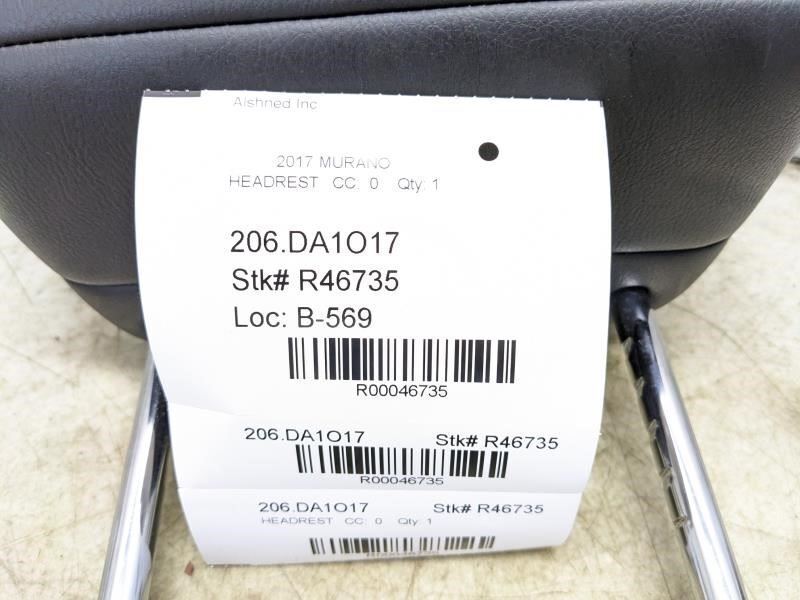 Aishned Inc
2017 MURANO
HEADREST CC: 0 Qty: 1
206.DA1O17
Stk# R46735
Loc: B-569
R00046735
206.DA1O17 Stk# R46735
R00046735
206.DA1O17 Stk# R46735
HEADREST CC: 0 Qty: 1